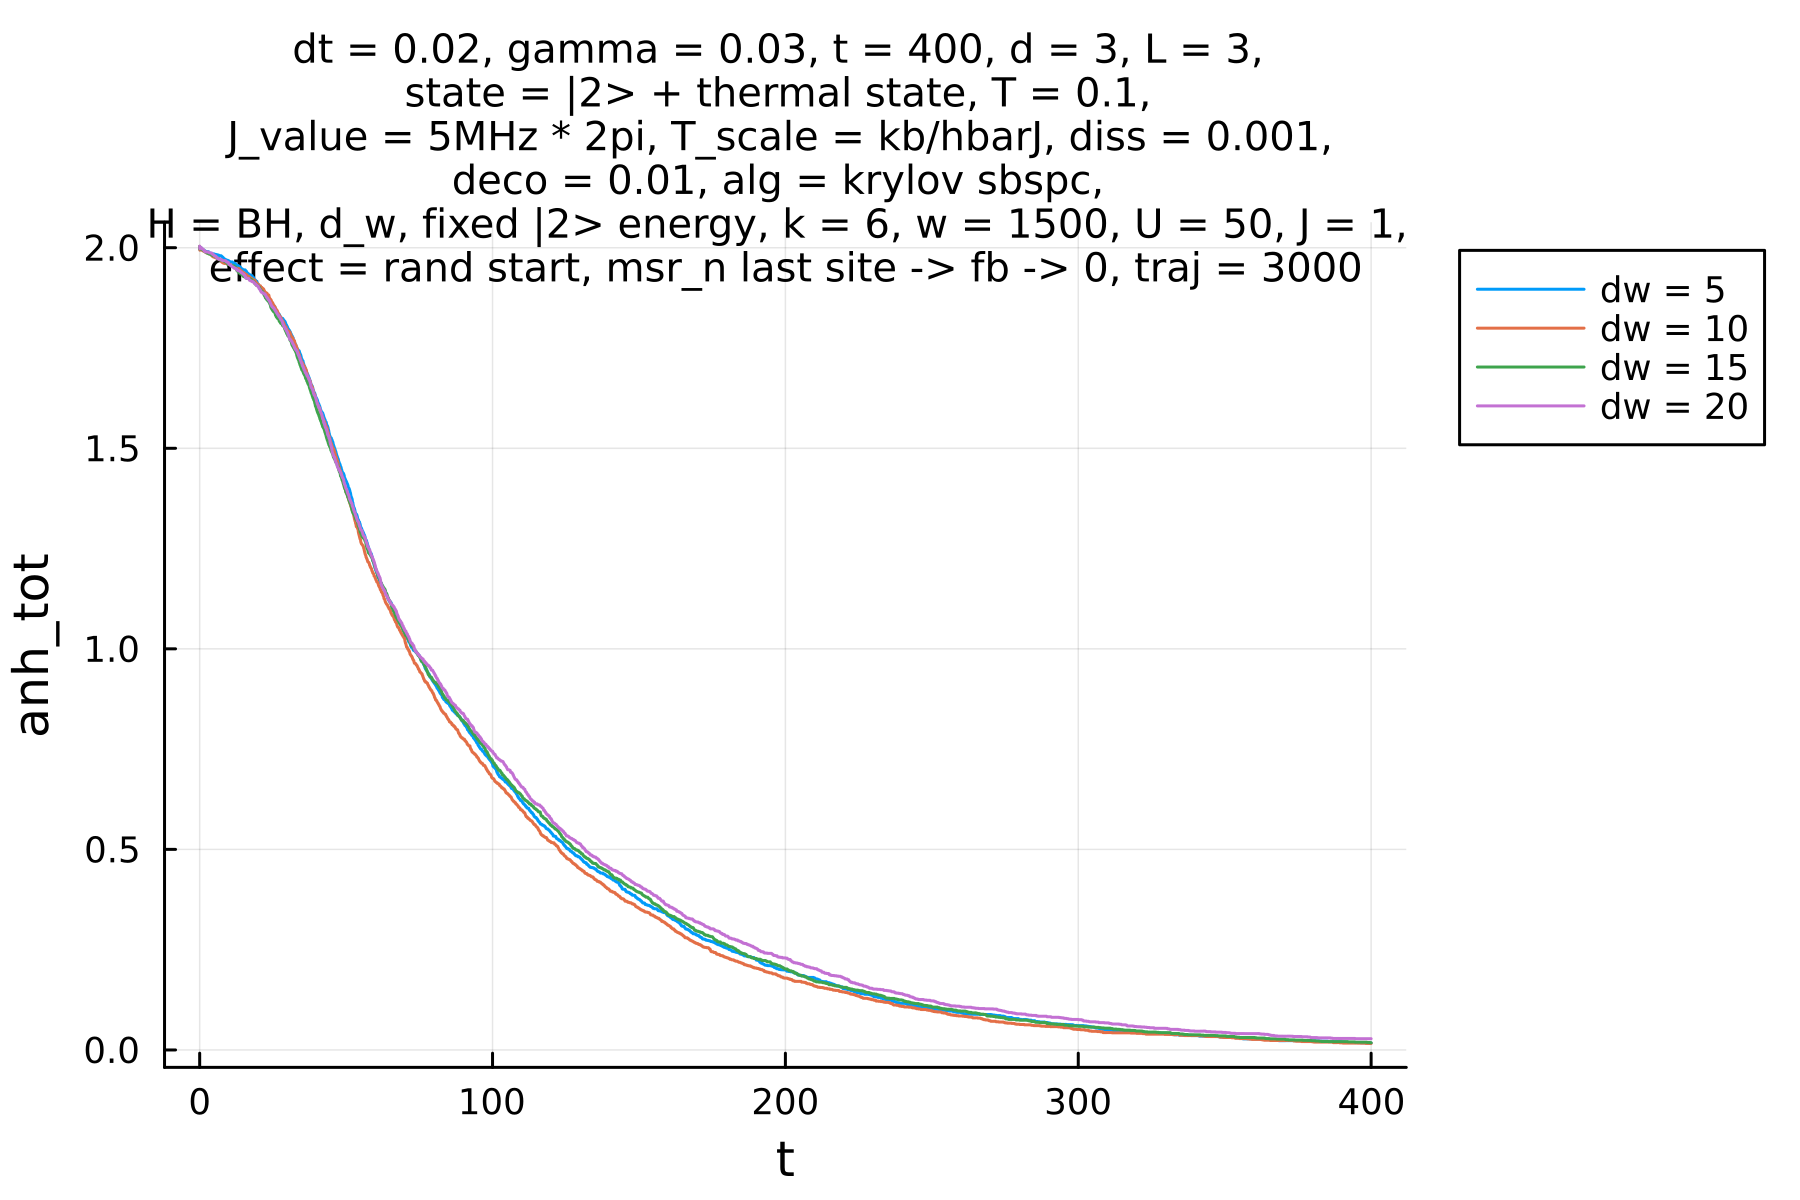 dt = 0.02, gamma = 0.03, t = 400, d = 3, L = 3,
state = |2> + thermal state, T = 0.1,
J_value = 5MHz * 2pi, T_scale = kb/hbarJ, diss = 0.001,
deco = 0.01, alg = krylov sbspc,
H = BH, d_w, fixed |2> energy, k = 6, w = 1500, U = 50, J = 1,
effect = rand start, msr_n last site -> fb -> 0, traj = 3000
2.0
1.5
1.0
0.5
0.0
anh_tot
0 100 200 300 400
t
dw = 5
dw = 10
dw = 15
dw = 20